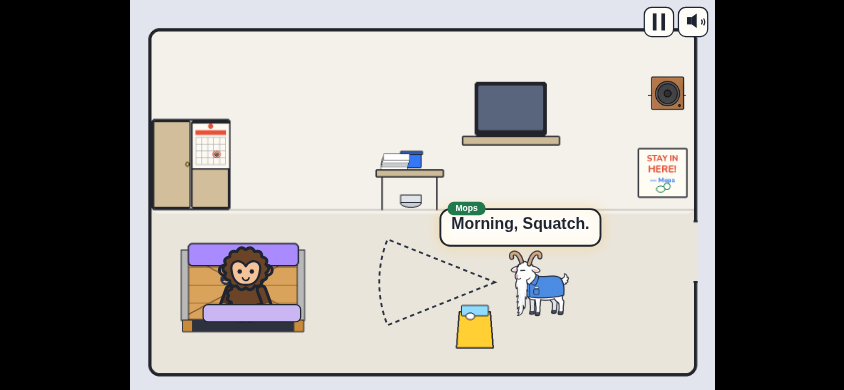 STAY IN
HERE!
— Mops
Mops
Morning, Squatch.